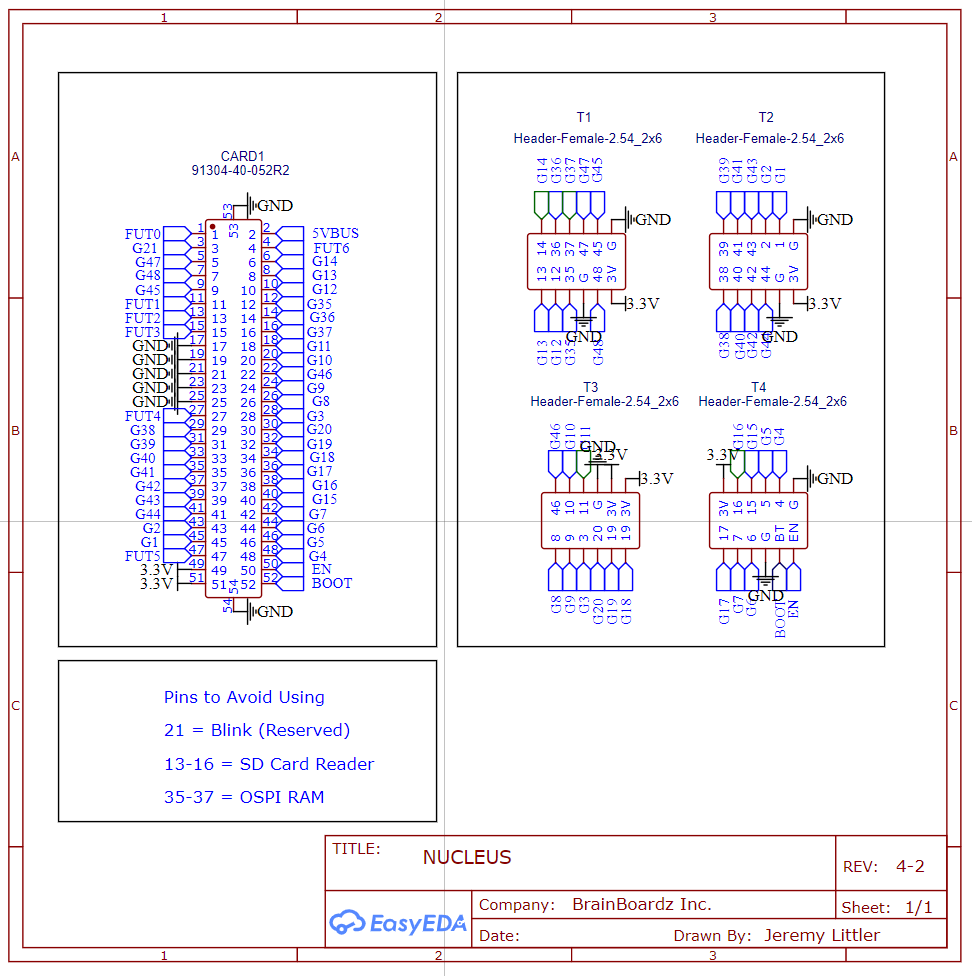 1 2 3
A A
B B
C C
1 2 3
CARD1
91304-40-052R2
53 GND
53
FUT0 1 1 2 2 5VBUS
G21 3 3 4 4 FUT6
G47 5 5 6 6 G14
G48 7 7 8 8 G13
G45 9 9 10 10 G12
FUT1 11 11 12 12 G35
FUT2 13 13 14 14 G36
FUT3 15 15 16 16 G37
GND 17 17 18 18 G11
GND 19 19 20 20 G10
GND 21 21 22 22 G46
GND 23 23 24 24 G9
GND 25 25 26 26 G8
FUT4 27 27 28 28 G3
G38 29 29 30 30 G20
G39 31 31 32 32 G19
G40 33 33 34 34 G18
G41 35 35 36 36 G17
G42 37 37 38 38 G16
G43 39 39 40 40 G15
G44 41 41 42 42 G7
G2 43 43 44 44 G6
G1 45 45 46 46 G5
FUT5 47 47 48 48 G4
3.3V 49 49 50 50 EN
3.3V 51 51 52 52 BOOT
54
54 GND
T1
Header-Female-2.54_2x6
G14 G36 G37 G47 G45
GND
14 36 37 47 45 G
13 12 35 G 48 3V
3.3V
GND
G13 G12 G35 G48
T2
Header-Female-2.54_2x6
G39 G41 G43 G2 G1
GND
39 41 43 2 1 G
38 40 42 44 G 3V
3.3V
GND
G38 G40 G42 G44
T3
Header-Female-2.54_2x6
G46 G10 G11
GND
3.3V
3.3V
46 10 11 G 3V 3V
8 9 3 20 19 19
G8 G9 G3 G20 G19 G18
T4
Header-Female-2.54_2x6
G16 G15 G5 G4
3.3V
GND
3V 16 15 5 4 G
17 7 6 G BT EN
GND
G17 G7 G6 BOOT EN
Pins to Avoid Using
21 = Blink (Reserved)
13-16 = SD Card Reader
35-37 = OSPI RAM
TITLE: NUCLEUS
REV: 4-2
EasyEDA
Company: BrainBoardz Inc.
Sheet: 1/1
Date: Drawn By: Jeremy Littler